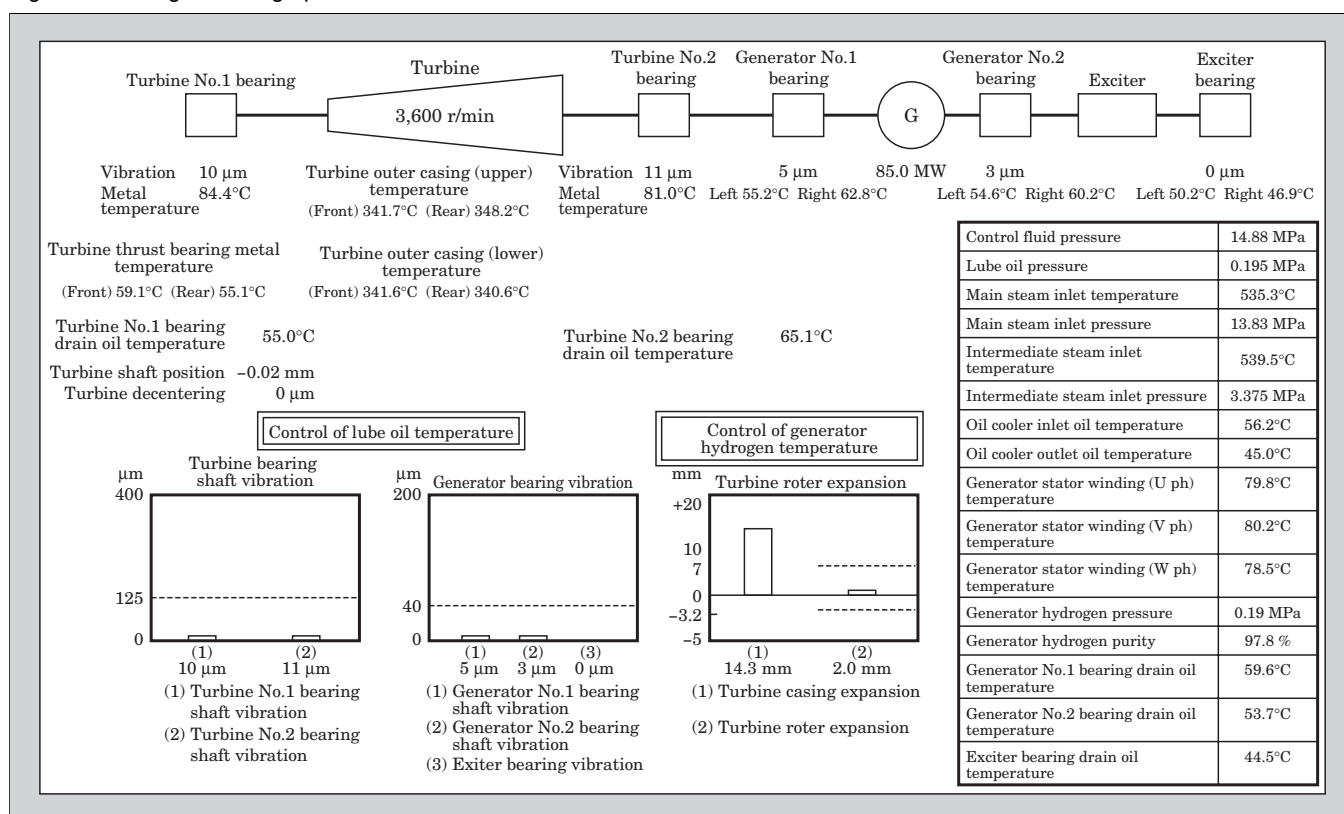 Turbine No.1 bearing
Turbine
3,600 r/min
Turbine No.2
bearing
Generator No.1
bearing
G
Generator No.2
bearing
Exciter
Exciter
bearing
Vibration 10 μm
Metal 84.4°C
temperature
Turbine outer casing (upper)
temperature
(Front) 341.7°C (Rear) 348.2°C
Vibration 11 μm
Metal 81.0°C
temperature
5 μm
Left 55.2°C Right 62.8°C
85.0 MW
3 μm
Left 54.6°C Right 60.2°C
0 μm
Left 50.2°C Right 46.9°C
Turbine thrust bearing metal
temperature
(Front) 59.1°C (Rear) 55.1°C
Turbine outer casing (lower)
temperature
(Front) 341.6°C (Rear) 340.6°C
Turbine No.1 bearing
drain oil temperature 55.0°C
Turbine No.2 bearing
drain oil temperature 65.1°C
Turbine shaft position −0.02 mm
Turbine decentering 0 μm
Control of lube oil temperature
Control of generator
hydrogen temperature
μm
Turbine bearing
shaft vibration
400
125
0
(1) (2)
10 μm 11 μm
(1) Turbine No.1 bearing
shaft vibration
(2) Turbine No.2 bearing
shaft vibration
μm
Generator bearing vibration
200
40
0
(1) (2) (3)
5 μm 3 μm 0 μm
(1) Generator No.1 bearing
shaft vibration
(2) Generator No.2 bearing
shaft vibration
(3) Exiter bearing vibration
mm
Turbine roter expansion
+20
10
7
0
−3.2
−5
(1) (2)
14.3 mm 2.0 mm
(1) Turbine casing expansion
(2) Turbine roter expansion
Control fluid pressure 14.88 MPa
Lube oil pressure 0.195 MPa
Main steam inlet temperature 535.3°C
Main steam inlet pressure 13.83 MPa
Intermediate steam inlet
temperature 539.5°C
Intermediate steam inlet pressure 3.375 MPa
Oil cooler inlet oil temperature 56.2°C
Oil cooler outlet oil temperature 45.0°C
Generator stator winding (U ph)
temperature 79.8°C
Generator stator winding (V ph)
temperature 80.2°C
Generator stator winding (W ph)
temperature 78.5°C
Generator hydrogen pressure 0.19 MPa
Generator hydrogen purity 97.8 %
Generator No.1 bearing drain oil
temperature 59.6°C
Generator No.2 bearing drain oil
temperature 53.7°C
Exciter bearing drain oil
temperature 44.5°C